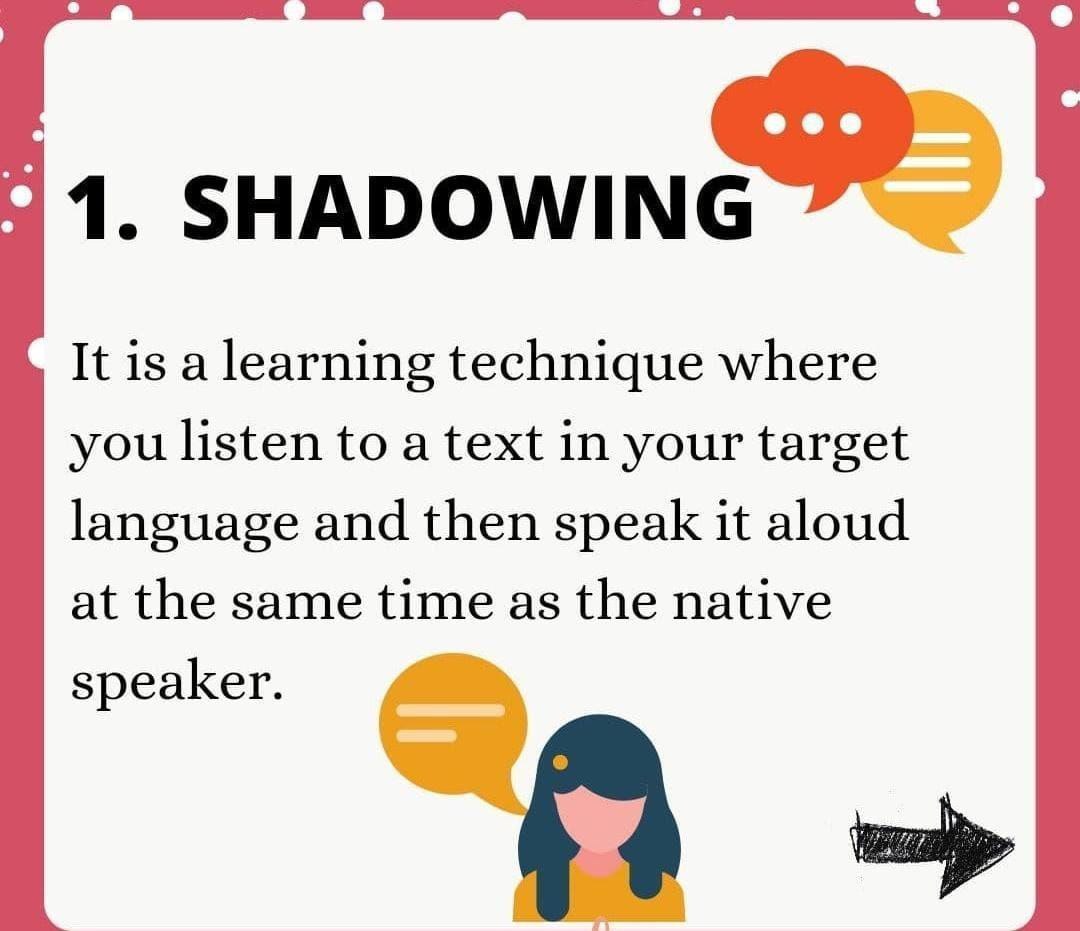 1. SHADOWING
It is a learning technique where
you listen to a text in your target
language and then speak it aloud
at the same time as the native
speaker.